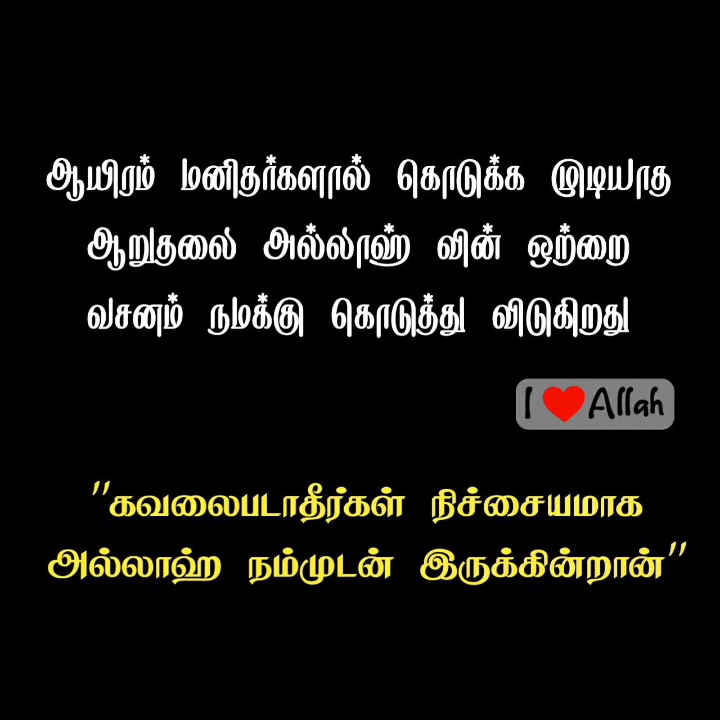 ஆயிரம் மனிதர்களால் கொடுக்க முடியாத
ஆறுதலை அல்லாஹ் வின் ஒற்றை
வசனம் நமக்கு கொடுத்து விடுகிறது
I ❤ Allah
"கவலைபடாதீர்கள் நிச்சையமாக
அல்லாஹ் நம்முடன் இருக்கின்றான்"